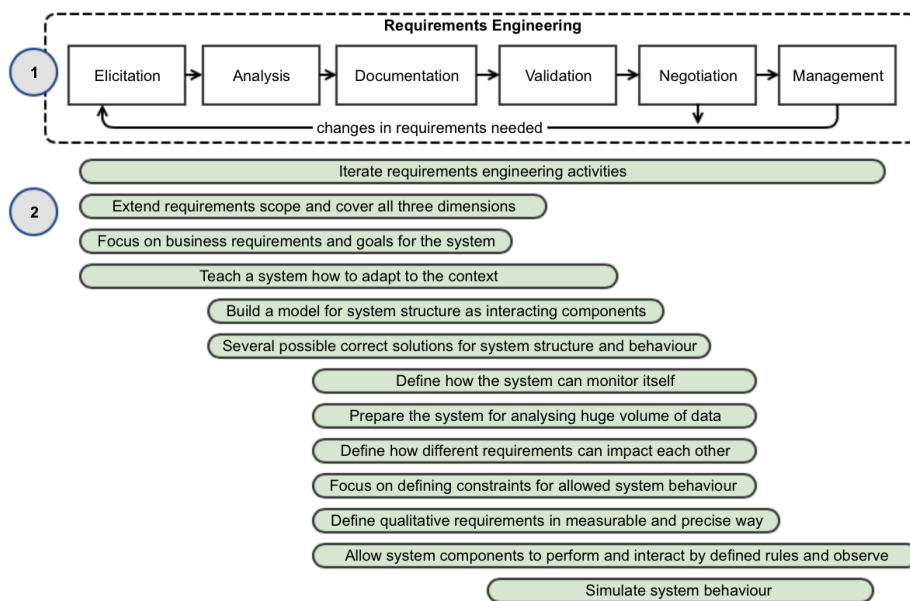 Requirements Engineering
1
Elicitation
Analysis
Documentation
Validation
Negotiation
Management
changes in requirements needed
Iterate requirements engineering activities
2
Extend requirements scope and cover all three dimensions
Focus on business requirements and goals for the system
Teach a system how to adapt to the context
Build a model for system structure as interacting components
Several possible correct solutions for system structure and behaviour
Define how the system can monitor itself
Prepare the system for analysing huge volume of data
Define how different requirements can impact each other
Focus on defining constraints for allowed system behaviour
Define qualitative requirements in measurable and precise way
Allow system components to perform and interact by defined rules and observe
Simulate system behaviour